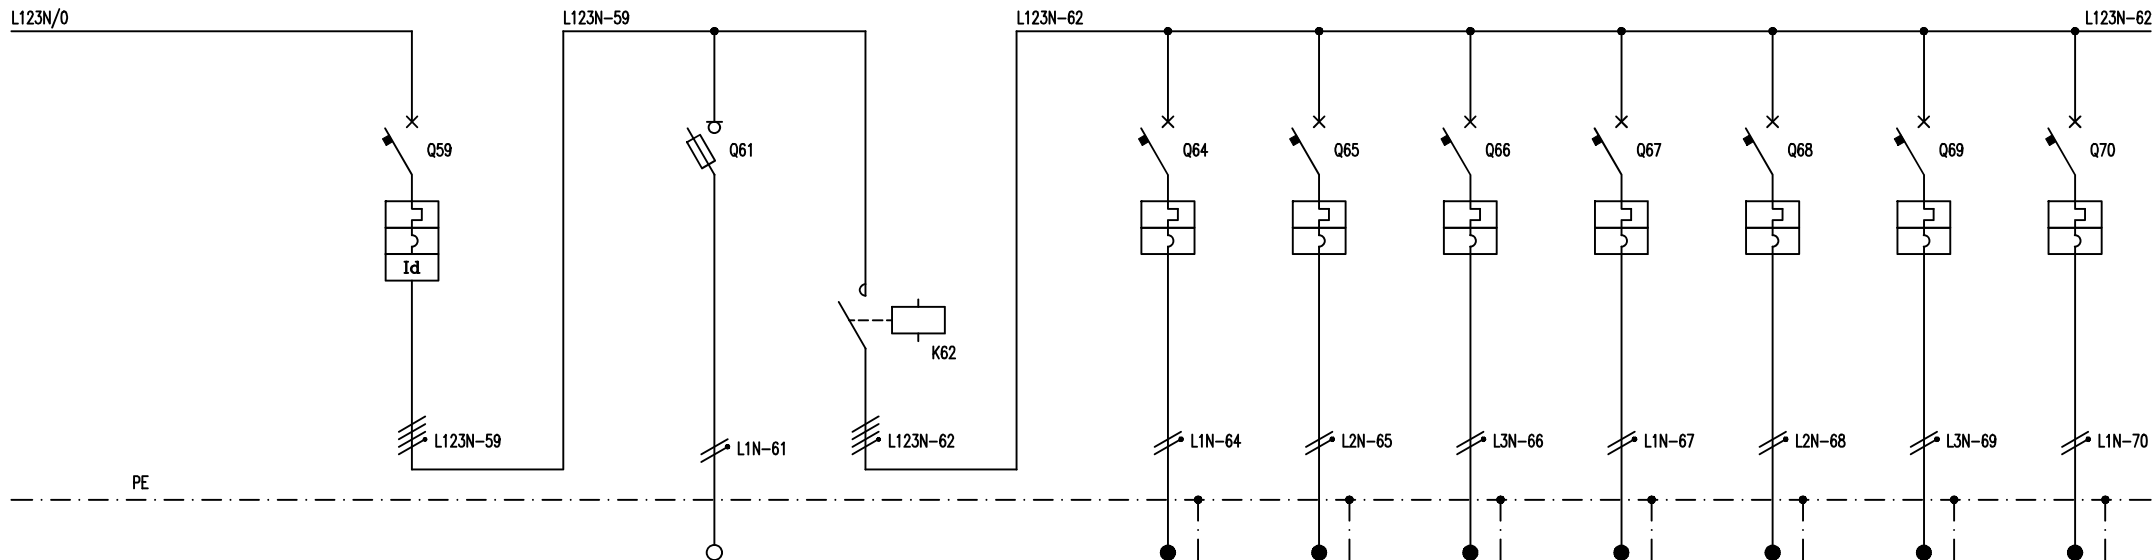 L123N/0
L123N-59
L123N-62
L123N-62
Q59
Q61
Q64
Q65
Q66
Q67
Q68
Q69
Q70
Id
K62
L123N-59
L1N-61
L123N-62
L1N-64
L2N-65
L3N-66
L1N-67
L2N-68
L3N-69
L1N-70
PE